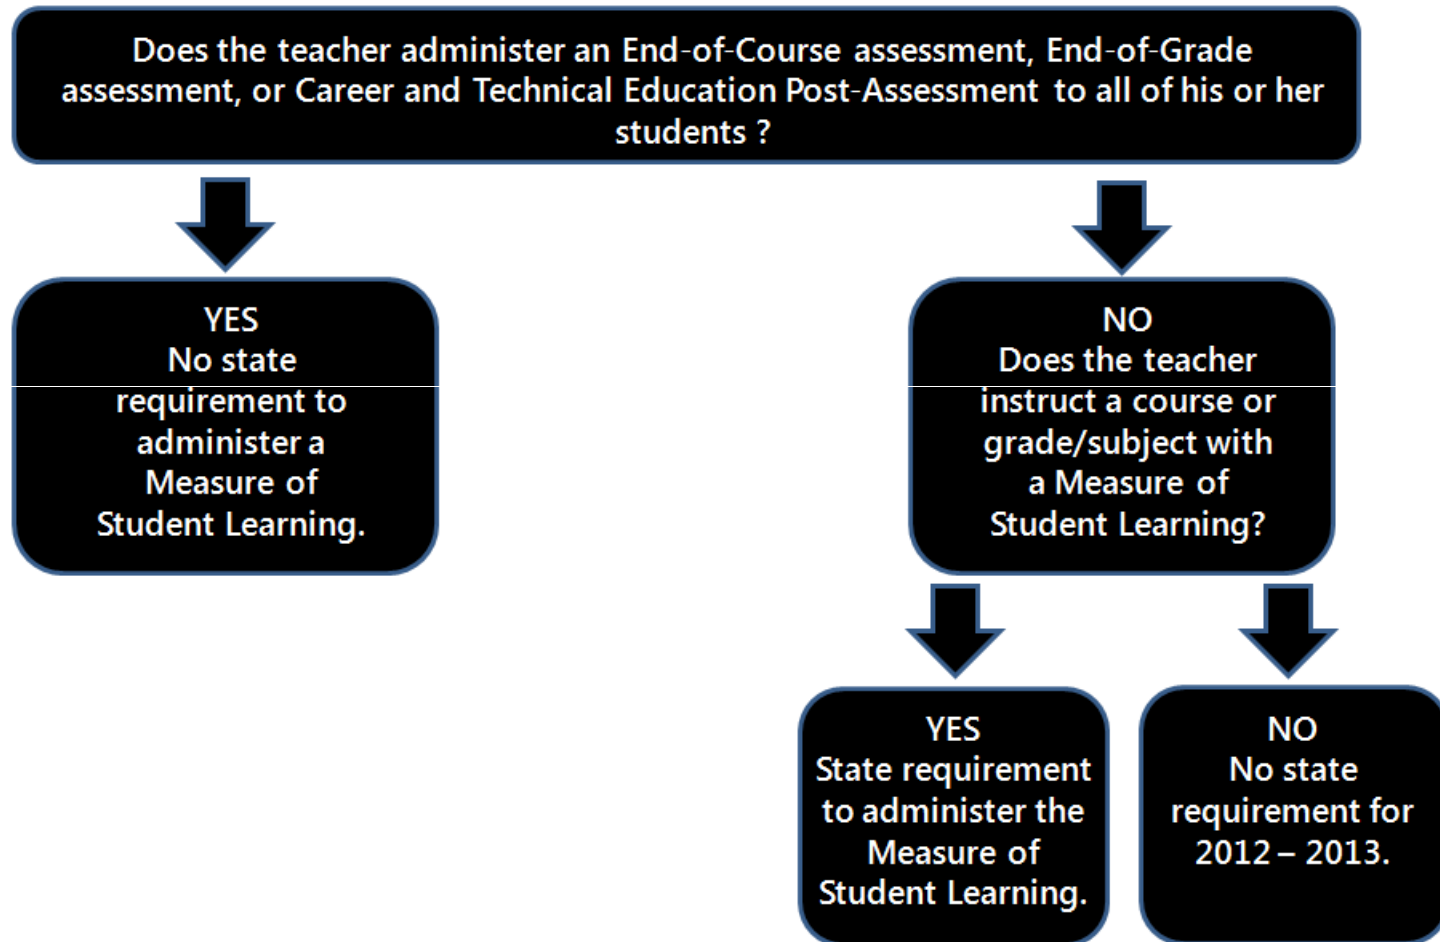 Does the teacher administer an End-of-Course assessment, End-of-Grade
assessment, or Career and Technical Education Post-Assessment to all of his or her
students ?
YES
No state
requirement to
administer a
Measure of
Student Learning.
NO
Does the teacher
instruct a course or
grade/subject with
a Measure of
Student Learning?
YES
State requirement
to administer the
Measure of
Student Learning.
NO
No state
requirement for
2012 – 2013.